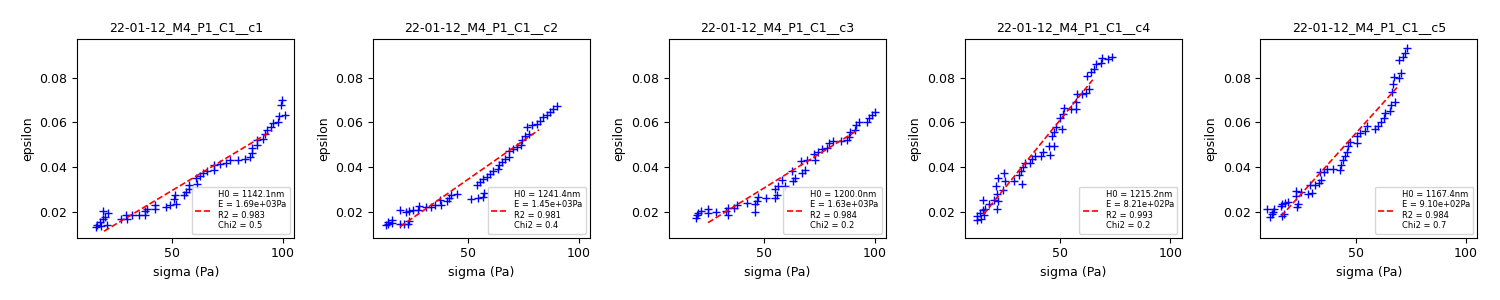 22-01-12_M4_P1_C1__c1
epsilon
0.08
0.06
0.04
0.02
50
100
sigma (Pa)
H0 = 1142.1nm
E = 1.69e+03Pa
R2 = 0.983
Chi2 = 0.5
22-01-12_M4_P1_C1__c2
epsilon
0.08
0.06
0.04
0.02
50
100
sigma (Pa)
H0 = 1241.4nm
E = 1.45e+03Pa
R2 = 0.981
Chi2 = 0.4
22-01-12_M4_P1_C1__c3
epsilon
0.08
0.06
0.04
0.02
50
100
sigma (Pa)
H0 = 1200.0nm
E = 1.63e+03Pa
R2 = 0.984
Chi2 = 0.2
22-01-12_M4_P1_C1__c4
epsilon
0.08
0.06
0.04
0.02
50
100
sigma (Pa)
H0 = 1215.2nm
E = 8.21e+02Pa
R2 = 0.993
Chi2 = 0.2
22-01-12_M4_P1_C1__c5
epsilon
0.08
0.06
0.04
0.02
50
100
sigma (Pa)
H0 = 1167.4nm
E = 9.10e+02Pa
R2 = 0.984
Chi2 = 0.7